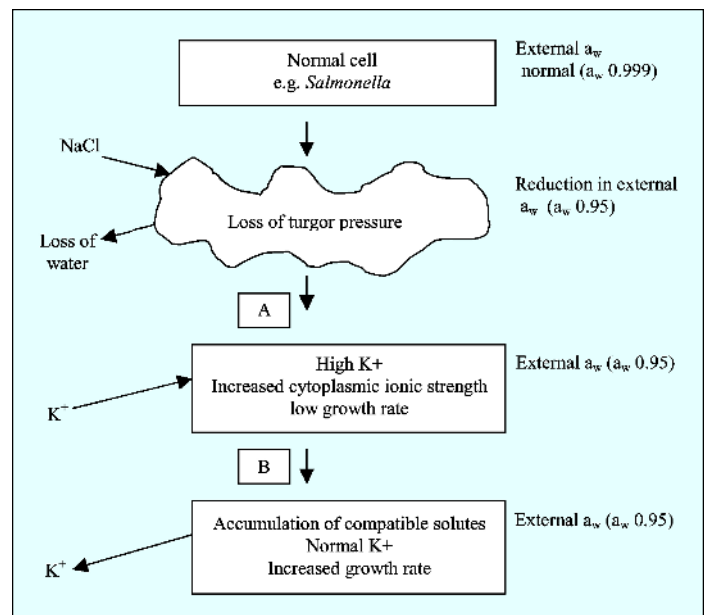 Normal cell
e.g. Salmonella
External aw
normal (aw 0.999)
NaCl
Loss of turgor pressure
Reduction in external
aw (aw 0.95)
Loss of
water
A
High K+
Increased cytoplasmic ionic strength
low growth rate
External aw (aw 0.95)
K+
B
Accumulation of compatible solutes
Normal K+
Increased growth rate
External aw (aw 0.95)
K+